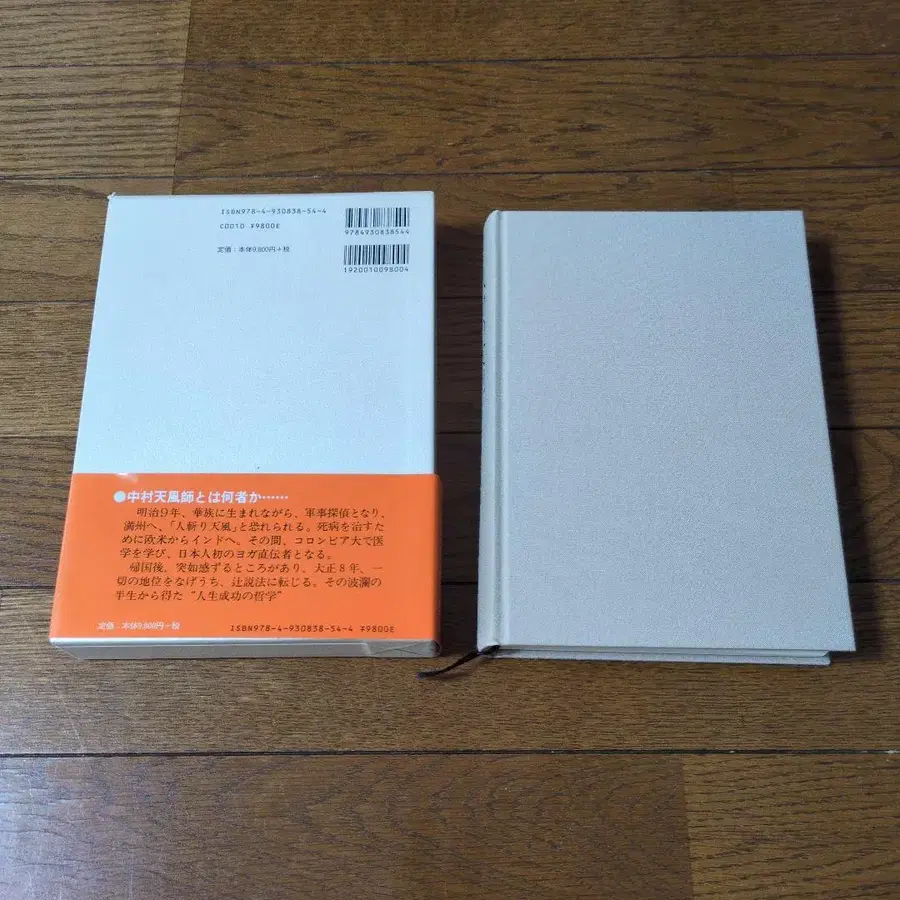 ISBN978-4-930838-54-4
C0010 ¥9800E
定価：本体9,800円+税
9784930838544
1920010098004
●中村天風師とは何者か……
明治9年、華族に生まれながら、軍事探偵となり、
満州へ、「人斬り天風」と恐れられる。死病を治すた
めに欧米からインドへ。その間、コロンビア大で医
学を学び、日本人初のヨガ直伝者となる。
帰国後、突如感ずるところがあり、大正8年、一
切の地位をなげうち、辻説法に転じる。その波瀾の
半生から得た“人生成功の哲学”
定価：本体9,800円+税
ISBN978-4-930838-54-4 ¥9800E